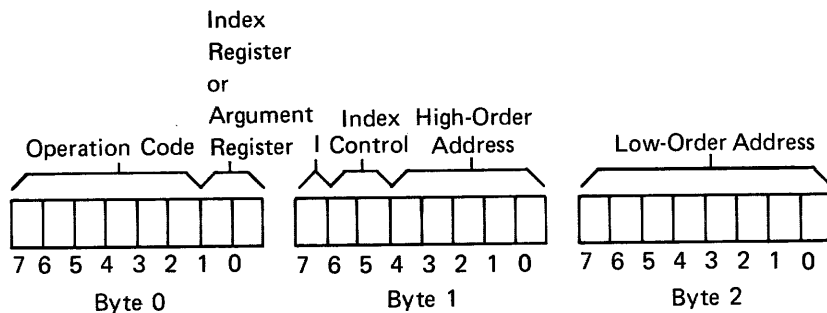 Index
Register
or
Argument
Register
Operation Code
I
Index
Control
High-Order
Address
Low-Order Address
7 6 5 4 3 2 1 0
7 6 5 4 3 2 1 0
7 6 5 4 3 2 1 0
Byte 0
Byte 1
Byte 2